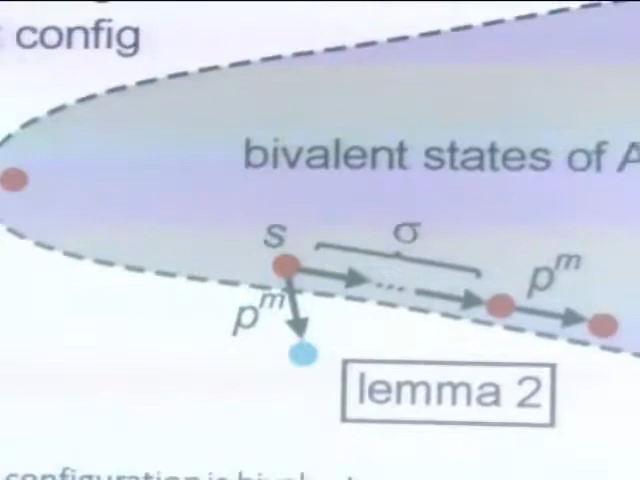 config
bivalent states of A
s
σ
p^m
p^m
lemma 2